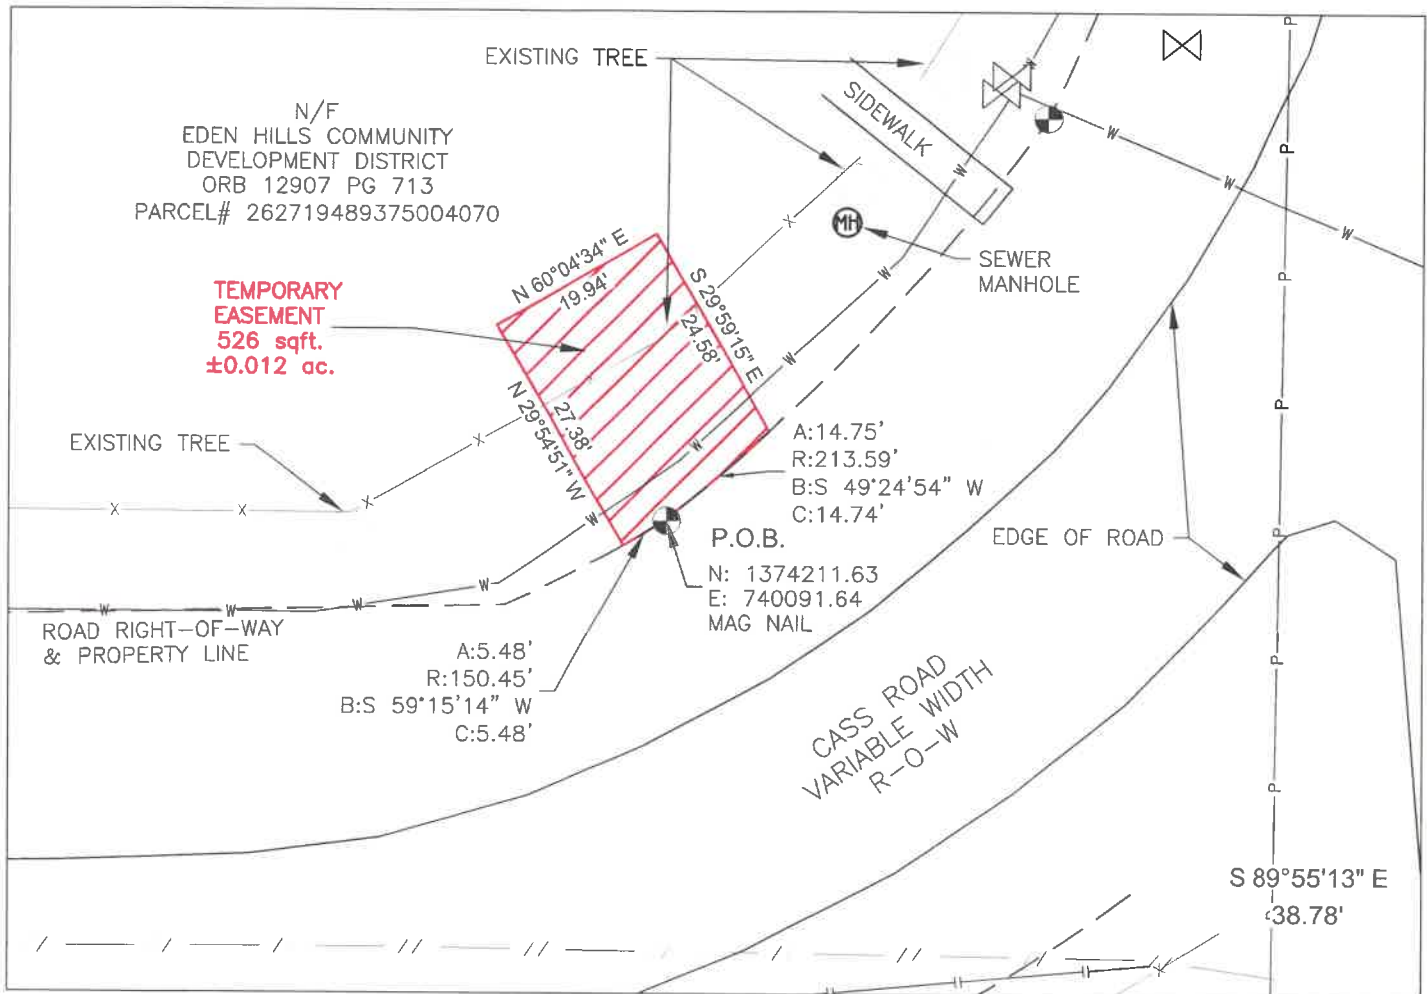 EXISTING TREE
N/F
EDEN HILLS COMMUNITY
DEVELOPMENT DISTRICT
ORB 12907 PG 713
PARCEL# 262719489375004070
SIDEWALK
MH
SEWER
MANHOLE
TEMPORARY
EASEMENT
526 sqft.
±0.012 ac.
N 60°04'34" E
19.94'
S 29°59'15" E
24.58'
N 29°54'51" W
27.38'
EXISTING TREE
A:14.75'
R:213.59'
B:S 49°24'54" W
C:14.74'
P.O.B.
N: 1374211.63
E: 740091.64
MAG NAIL
EDGE OF ROAD
ROAD RIGHT-OF-WAY
& PROPERTY LINE
A:5.48'
R:150.45'
B:S 59°15'14" W
C:5.48'
CASS ROAD
VARIABLE WIDTH
R-O-W
S 89°55'13" E
38.78'
X
X
X
X
X
W
W
W
W
W
W
W
W
W
W
W
W
W
W
P
P
P
P
P
P
P